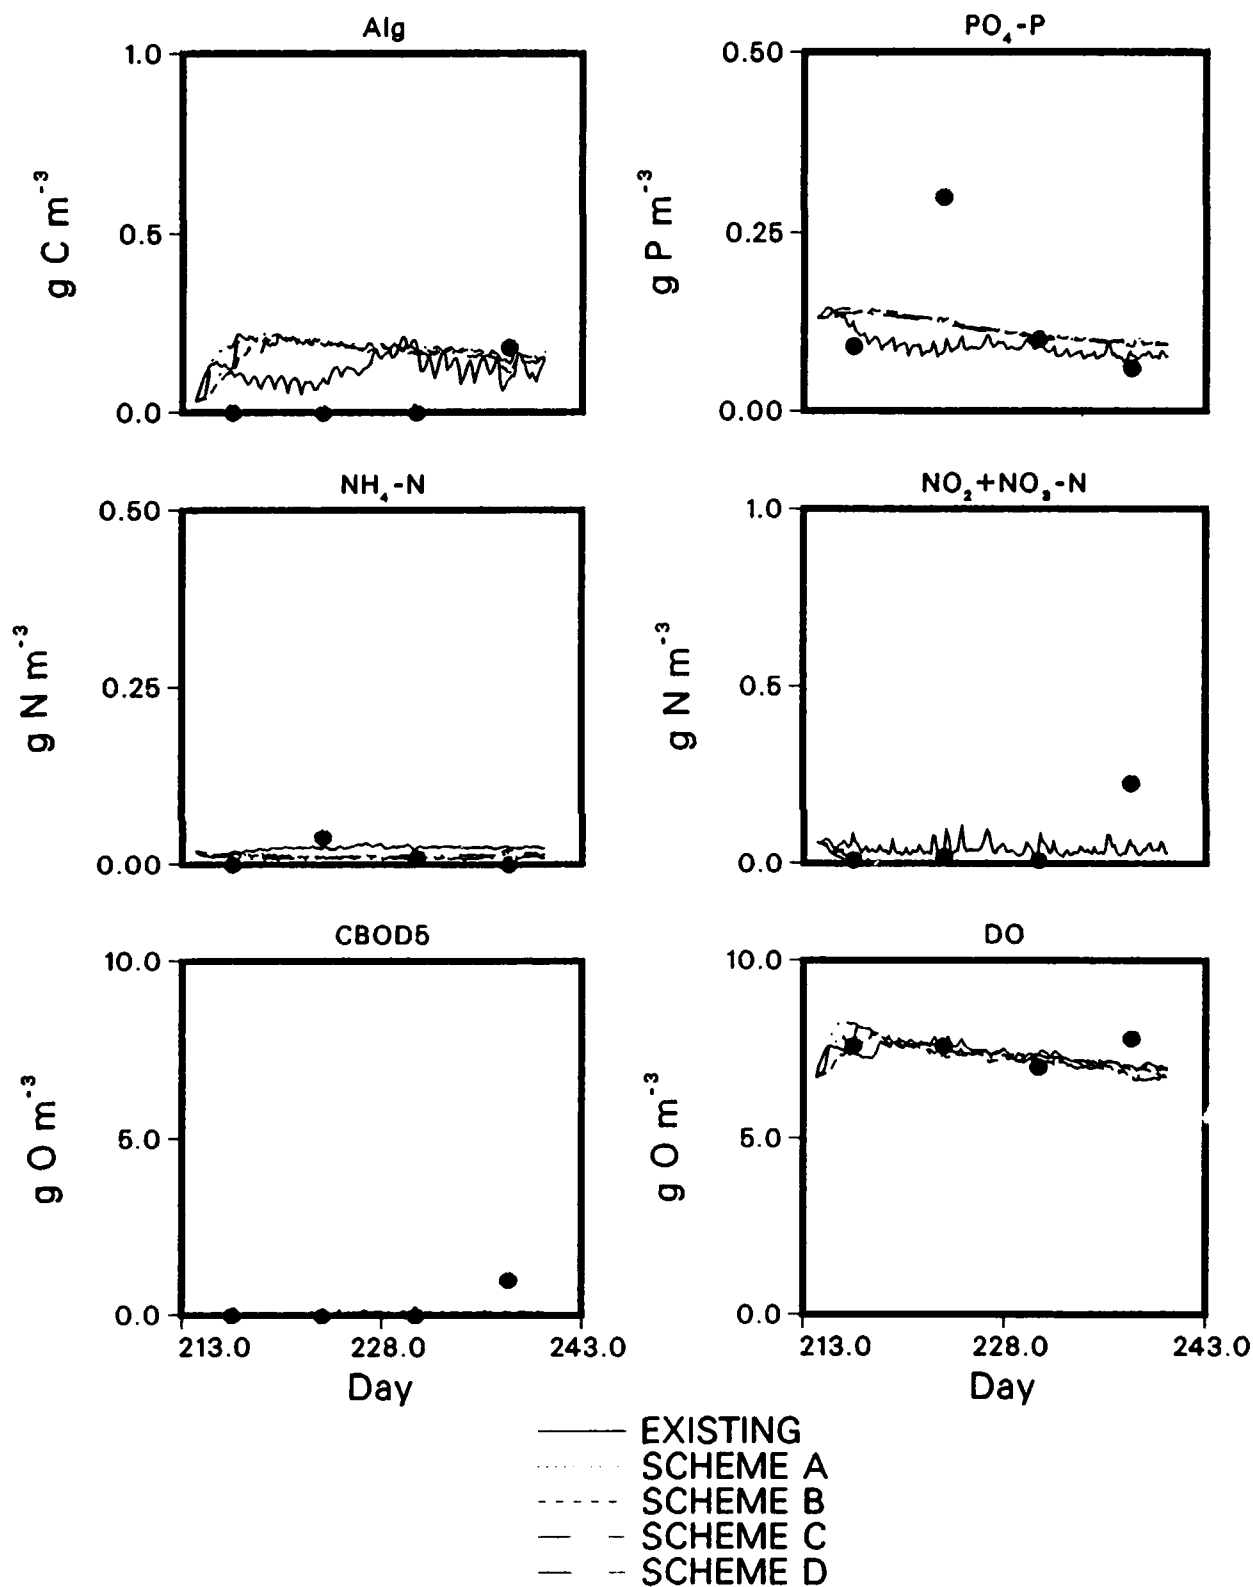 Alg
1.0
0.5
0.0
g C m⁻³
PO₄-P
0.50
0.25
0.00
g P m⁻³
NH₄-N
0.50
0.25
0.00
g N m⁻³
NO₂+NO₃-N
1.0
0.5
0.0
g N m⁻³
CBOD5
10.0
5.0
0.0
g O m⁻³
213.0 228.0 243.0
Day
DO
10.0
5.0
0.0
g O m⁻³
213.0 228.0 243.0
Day
EXISTING
SCHEME A
SCHEME B
SCHEME C
SCHEME D